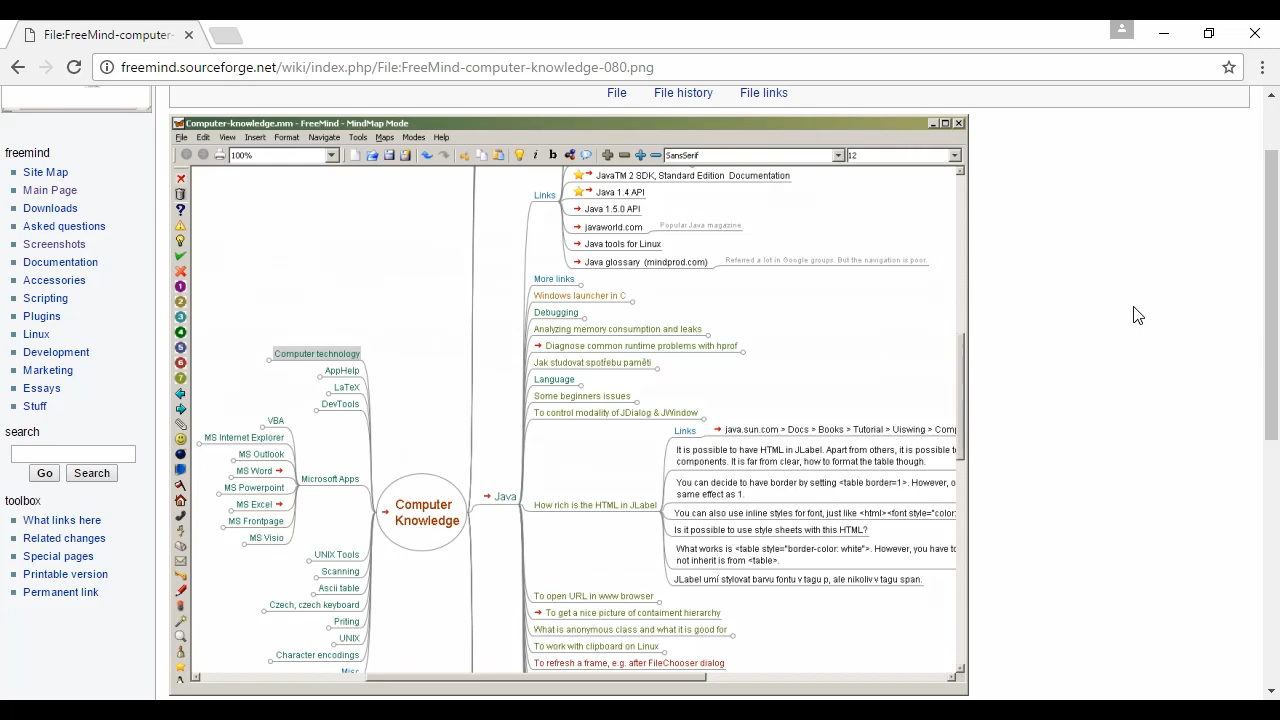 File:FreeMind-computer-
freemind.sourceforge.net/wiki/index.php/File:FreeMind-computer-knowledge-080.png
File File history File links
freemind
Site Map
Main Page
Downloads
Asked questions
Screenshots
Documentation
Accessories
Scripting
Plugins
Linux
Development
Marketing
Essays
Stuff
search
Go Search
toolbox
What links here
Related changes
Special pages
Printable version
Permanent link
Computer-knowledge.mm - FreeMind - MindMap Mode
File Edit View Insert Format Navigate Tools Maps Modes Help
100% i b SansSerif 12
Computer technology
AppHelp
LaTeX
DevTools
VBA
MS Internet Explorer
MS Outlook
MS Word
MS Powerpoint
MS Excel
MS Frontpage
MS Visio
Microsoft Apps
UNIX Tools
Scanning
Ascii table
Czech, czech keyboard
Priting
UNIX
Character encodings
Misc
Computer
Knowledge
Java
Links
JavaTM 2 SDK, Standard Edition Documentation
Java 1.4 API
Java 1.5.0 API
javaworld.com Popular Java magazine
Java tools for Linux
Java glossary (mindprod.com) Referred a lot in Google groups. But the navigation is poor.
More links
Windows launcher in C
Debugging
Analyzing memory consumption and leaks
Diagnose common runtime problems with hprof
Jak studovat spotřebu paměti
Language
Some beginners issues
To control modality of JDialog & JWindow
How rich is the HTML in JLabel
Links java.sun.com > Docs > Books > Tutorial > Uiswing > Comp
It is possible to have HTML in JLabel. Apart from others, it is possible
components. It is far from clear, how to format the table though.
You can decide to have border by setting <table border=1>. However, o
same effect as 1.
You can also use inline styles for font, just like <html><font style="color:
Is it possible to use style sheets with this HTML?
What works is <table style="border-color: white">. However, you have to
not inherit is from <table>.
JLabel umí stylovat barvu fontu v tagu p, ale nikoliv v tagu span.
To open URL in www browser
To get a nice picture of contaiment hierarchy
What is anonymous class and what it is good for
To work with clipboard on Linux
To refresh a frame, e.g. after FileChooser dialog